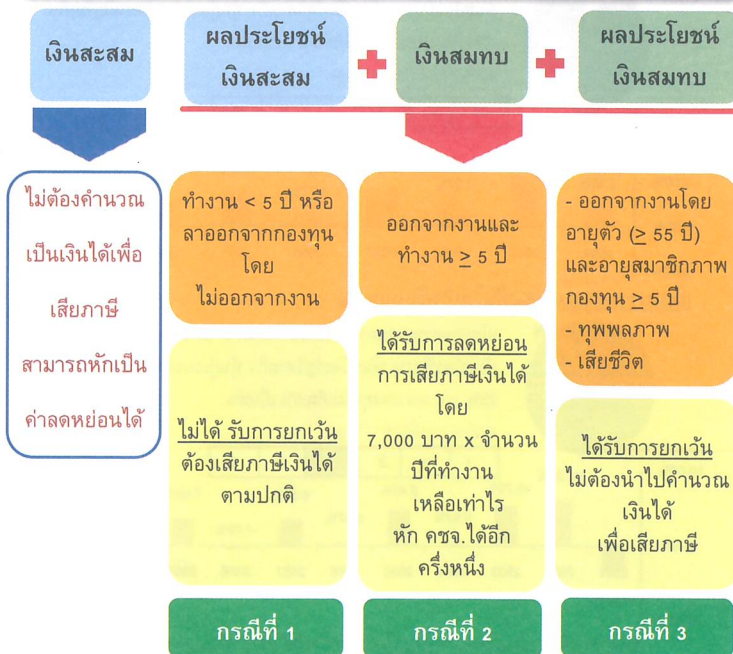 เงินสะสม
ผลประโยชน์
เงินสะสม
+
เงินสมทบ
+
ผลประโยชน์
เงินสมทบ
ไม่ต้องคำนวณ
เป็นเงินได้เพื่อ
เสียภาษี
สามารถหักเป็น
ค่าลดหย่อนได้
ทำงาน < 5 ปี หรือ
ลาออกจากกองทุน
โดย
ไม่ออกจากงาน
ไม่ได้ รับการยกเว้น
ต้องเสียภาษีเงินได้
ตามปกติ
กรณีที่ 1
ออกจากงานและ
ทำงาน ≥ 5 ปี
ได้รับการลดหย่อน
การเสียภาษีเงินได้
โดย
7,000 บาท x จำนวน
ปีที่ทำงาน
เหลือเท่าไร
หัก คชจ.ได้อีก
ครึ่งหนึ่ง
กรณีที่ 2
- ออกจากงานโดย
อายุตัว (≥ 55 ปี)
และอายุสมาชิกภาพ
กองทุน ≥ 5 ปี
- ทุพพลภาพ
- เสียชีวิต
ได้รับการยกเว้น
ไม่ต้องนำไปคำนวณ
เงินได้
เพื่อเสียภาษี
กรณีที่ 3